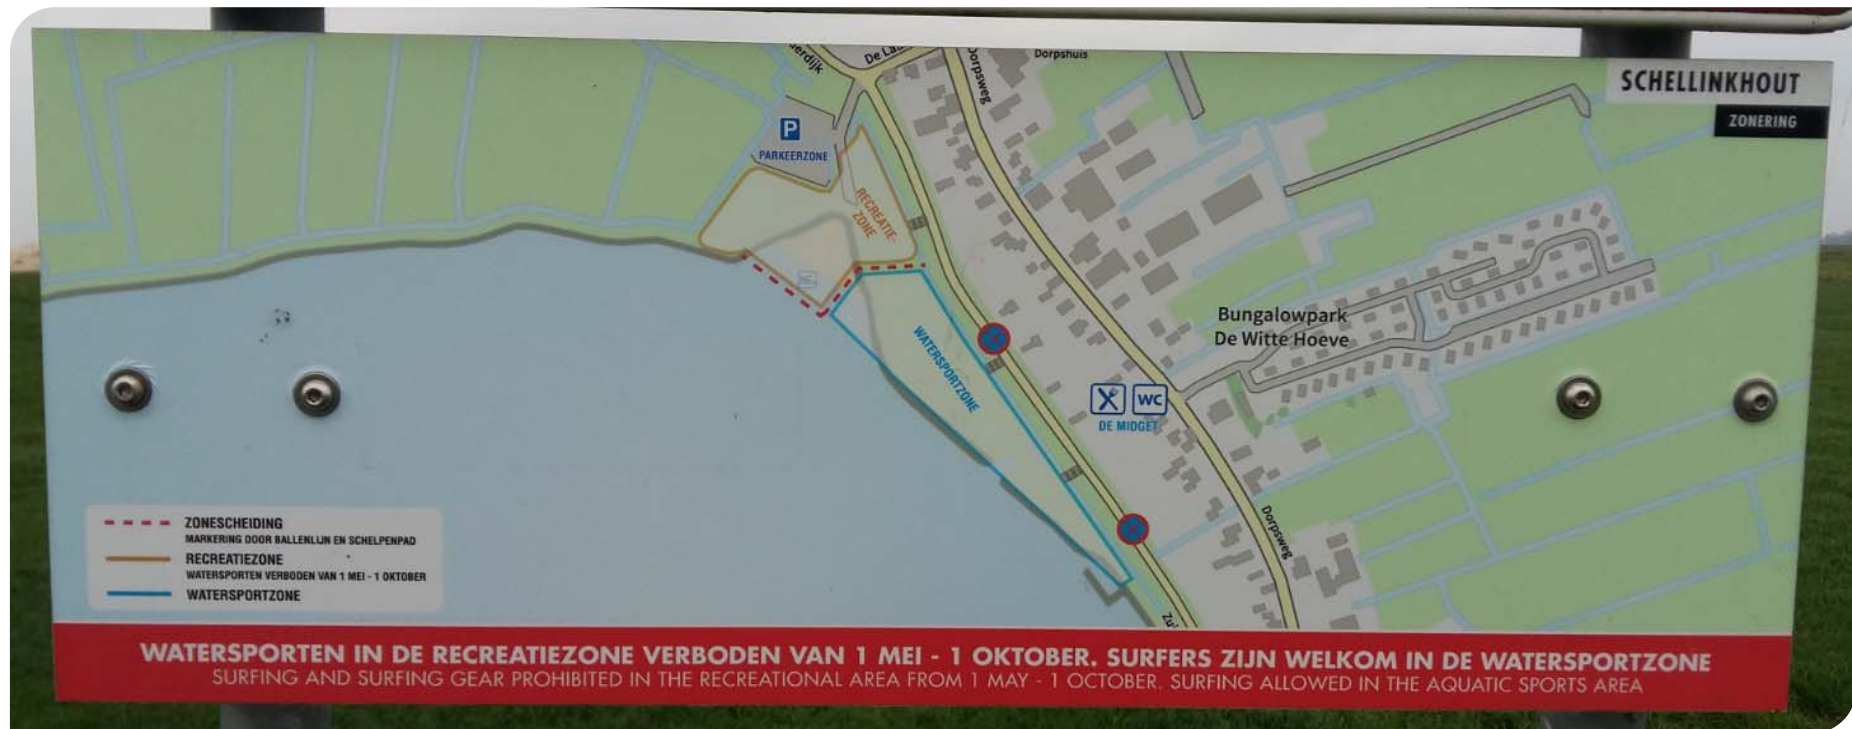 De La
Dorpshuis
erdijk
Dorpsweg
SCHELLINKHOUT
ZONERING
P
PARKEERZONE
RECREATIE-
ZONE
WATERSPORTZONE
Bungalowpark
De Witte Hoeve
WC
DE MIDGET
Dorpsweg
ZONESCHEIDING
MARKERING DOOR BALLENLIJN EN SCHELPENPAD
RECREATIEZONE
WATERSPORTEN VERBODEN VAN 1 MEI - 1 OKTOBER
WATERSPORTZONE
WATERSPORTEN IN DE RECREATIEZONE VERBODEN VAN 1 MEI - 1 OKTOBER. SURFERS ZIJN WELKOM IN DE WATERSPORTZONE
SURFING AND SURFING GEAR PROHIBITED IN THE RECREATIONAL AREA FROM 1 MAY - 1 OCTOBER. SURFING ALLOWED IN THE AQUATIC SPORTS AREA